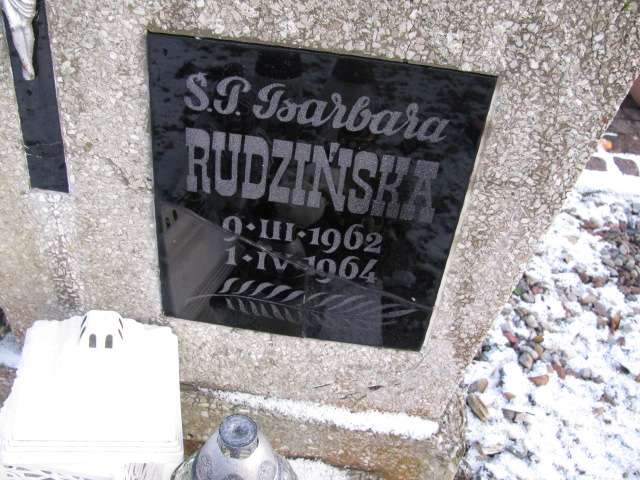 Ś.P. Barbara
RUDZIŃSKA
9·III·1962
1·IV·1964